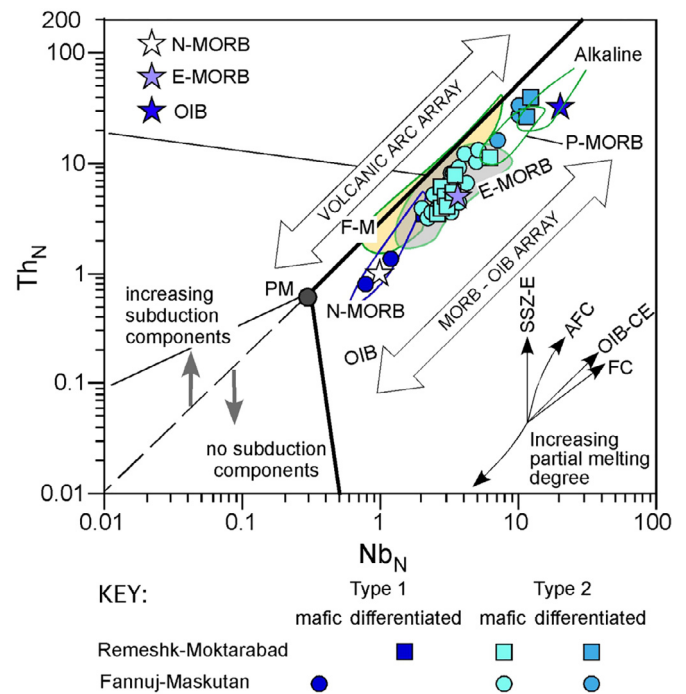 200
100
10
1
0.1
0.01
Th_N
N-MORB
E-MORB
OIB
VOLCANIC ARC ARRAY
Alkaline
P-MORB
E-MORB
F-M
PM
N-MORB
MORB - OIB ARRAY
OIB
increasing
subduction
components
no subduction
components
SSZ-E
AFC
OIB-CE
FC
Increasing
partial melting
degree
0.01 0.1 1 10 100
Nb_N
KEY:
Type 1 Type 2
mafic differentiated mafic differentiated
Remeshk-Moktarabad
Fannuj-Maskutan